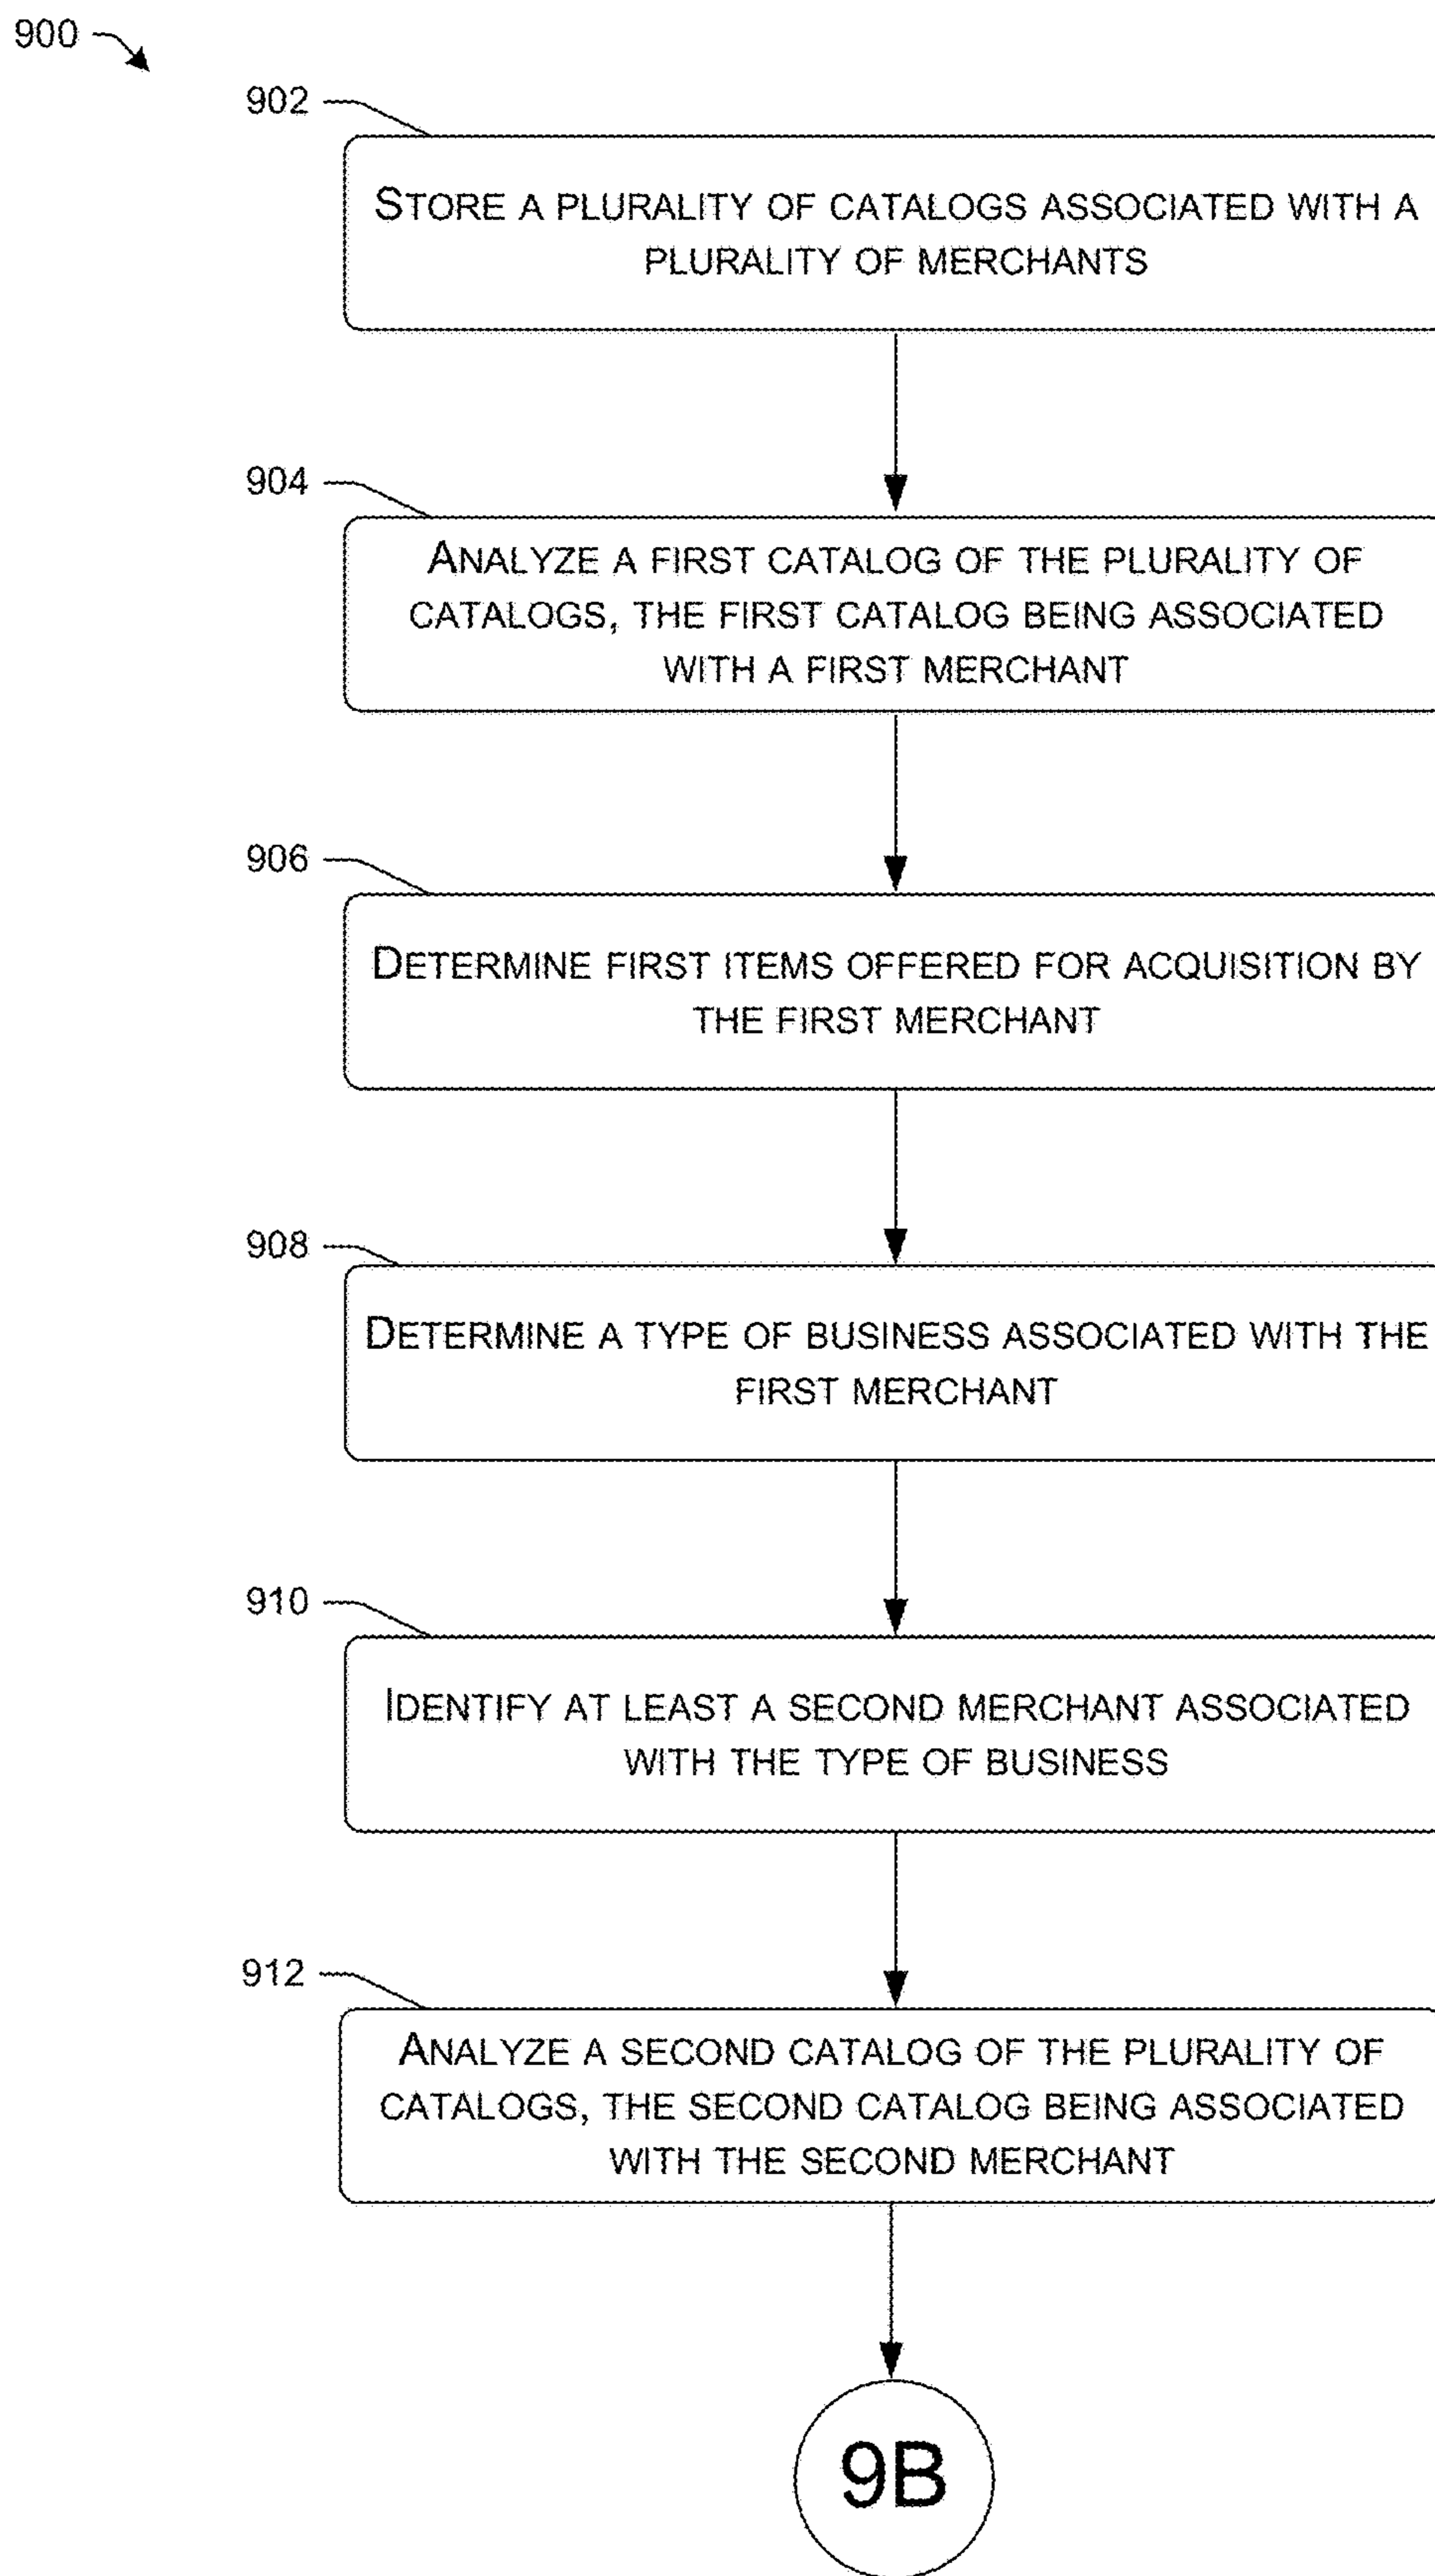 900
902
STORE A PLURALITY OF CATALOGS ASSOCIATED WITH A
PLURALITY OF MERCHANTS
904
ANALYZE A FIRST CATALOG OF THE PLURALITY OF
CATALOGS, THE FIRST CATALOG BEING ASSOCIATED
WITH A FIRST MERCHANT
906
DETERMINE FIRST ITEMS OFFERED FOR ACQUISITION BY
THE FIRST MERCHANT
908
DETERMINE A TYPE OF BUSINESS ASSOCIATED WITH THE
FIRST MERCHANT
910
IDENTIFY AT LEAST A SECOND MERCHANT ASSOCIATED
WITH THE TYPE OF BUSINESS
912
ANALYZE A SECOND CATALOG OF THE PLURALITY OF
CATALOGS, THE SECOND CATALOG BEING ASSOCIATED
WITH THE SECOND MERCHANT
9B